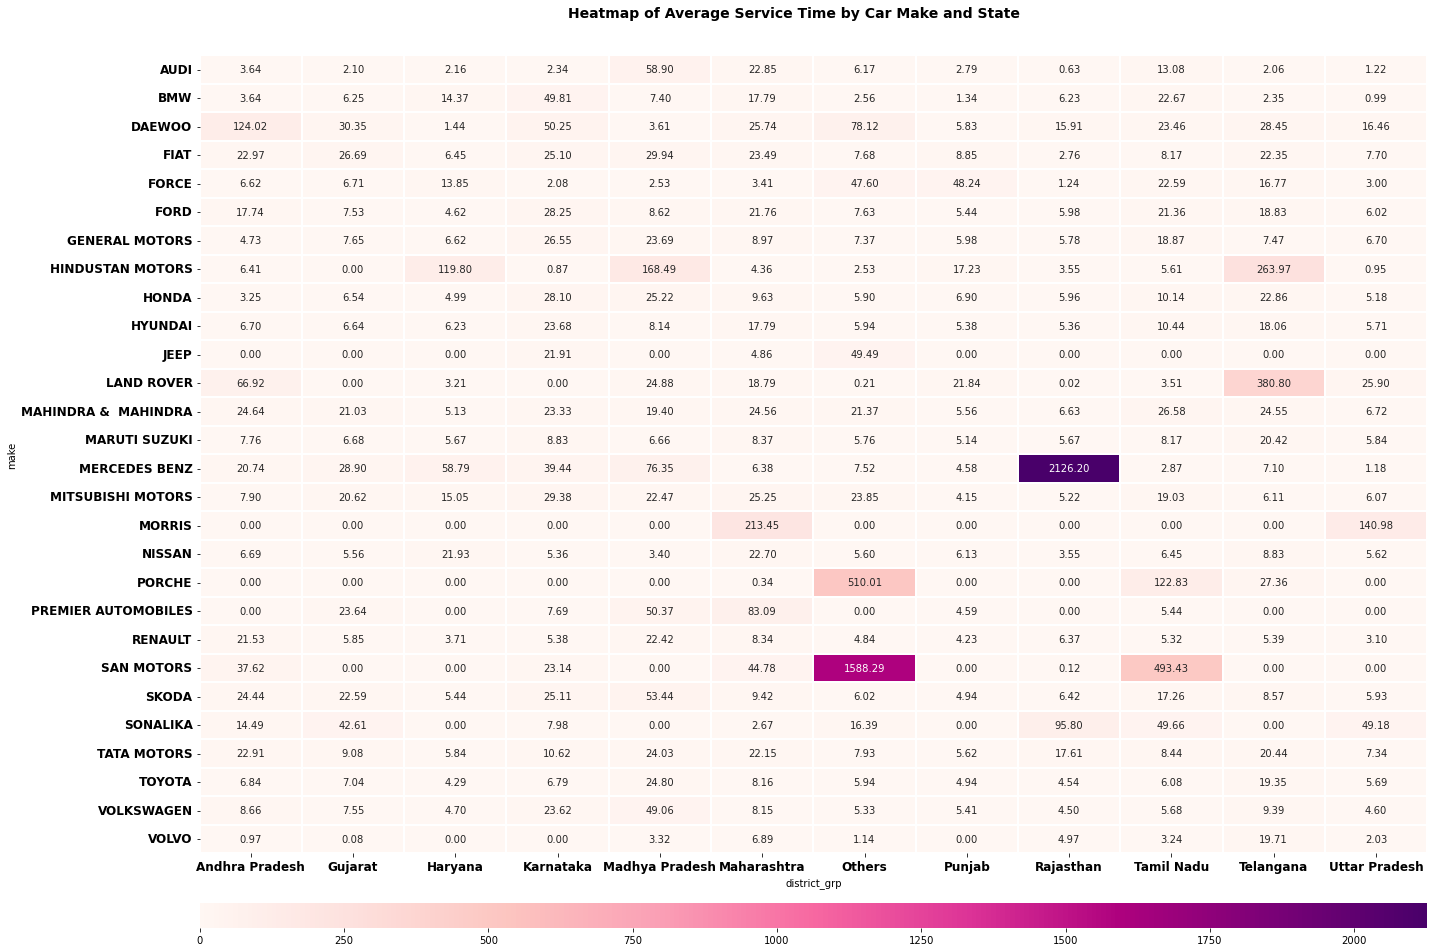 Heatmap of Average Service Time by Car Make and State
AUDI 3.64 2.10 2.16 2.34 58.90 22.85 6.17 2.79 0.63 13.08 2.06 1.22
BMW 3.64 6.25 14.37 49.81 7.40 17.79 2.56 1.34 6.23 22.67 2.35 0.99
DAEWOO 124.02 30.35 1.44 50.25 3.61 25.74 78.12 5.83 15.91 23.46 28.45 16.46
FIAT 22.97 26.69 6.45 25.10 29.94 23.49 7.68 8.85 2.76 8.17 22.35 7.70
FORCE 6.62 6.71 13.85 2.08 2.53 3.41 47.60 48.24 1.24 22.59 16.77 3.00
FORD 17.74 7.53 4.62 28.25 8.62 21.76 7.63 5.44 5.98 21.36 18.83 6.02
GENERAL MOTORS 4.73 7.65 6.62 26.55 23.69 8.97 7.37 5.98 5.78 18.87 7.47 6.70
HINDUSTAN MOTORS 6.41 0.00 119.80 0.87 168.49 4.36 2.53 17.23 3.55 5.61 263.97 0.95
HONDA 3.25 6.54 4.99 28.10 25.22 9.63 5.90 6.90 5.96 10.14 22.86 5.18
HYUNDAI 6.70 6.64 6.23 23.68 8.14 17.79 5.94 5.38 5.36 10.44 18.06 5.71
JEEP 0.00 0.00 0.00 21.91 0.00 4.86 49.49 0.00 0.00 0.00 0.00 0.00
LAND ROVER 66.92 0.00 3.21 0.00 24.88 18.79 0.21 21.84 0.02 3.51 380.80 25.90
MAHINDRA &  MAHINDRA 24.64 21.03 5.13 23.33 19.40 24.56 21.37 5.56 6.63 26.58 24.55 6.72
MARUTI SUZUKI 7.76 6.68 5.67 8.83 6.66 8.37 5.76 5.14 5.67 8.17 20.42 5.84
MERCEDES BENZ 20.74 28.90 58.79 39.44 76.35 6.38 7.52 4.58 2126.20 2.87 7.10 1.18
MITSUBISHI MOTORS 7.90 20.62 15.05 29.38 22.47 25.25 23.85 4.15 5.22 19.03 6.11 6.07
MORRIS 0.00 0.00 0.00 0.00 0.00 213.45 0.00 0.00 0.00 0.00 0.00 140.98
NISSAN 6.69 5.56 21.93 5.36 3.40 22.70 5.60 6.13 3.55 6.45 8.83 5.62
PORCHE 0.00 0.00 0.00 0.00 0.00 0.34 510.01 0.00 0.00 122.83 27.36 0.00
PREMIER AUTOMOBILES 0.00 23.64 0.00 7.69 50.37 83.09 0.00 4.59 0.00 5.44 0.00 0.00
RENAULT 21.53 5.85 3.71 5.38 22.42 8.34 4.84 4.23 6.37 5.32 5.39 3.10
SAN MOTORS 37.62 0.00 0.00 23.14 0.00 44.78 1588.29 0.00 0.12 493.43 0.00 0.00
SKODA 24.44 22.59 5.44 25.11 53.44 9.42 6.02 4.94 6.42 17.26 8.57 5.93
SONALIKA 14.49 42.61 0.00 7.98 0.00 2.67 16.39 0.00 95.80 49.66 0.00 49.18
TATA MOTORS 22.91 9.08 5.84 10.62 24.03 22.15 7.93 5.62 17.61 8.44 20.44 7.34
TOYOTA 6.84 7.04 4.29 6.79 24.80 8.16 5.94 4.94 4.54 6.08 19.35 5.69
VOLKSWAGEN 8.66 7.55 4.70 23.62 49.06 8.15 5.33 5.41 4.50 5.68 9.39 4.60
VOLVO 0.97 0.08 0.00 0.00 3.32 6.89 1.14 0.00 4.97 3.24 19.71 2.03
make
Andhra Pradesh Gujarat Haryana Karnataka Madhya Pradesh Maharashtra Others Punjab Rajasthan Tamil Nadu Telangana Uttar Pradesh
district_grp
0 250 500 750 1000 1250 1500 1750 2000